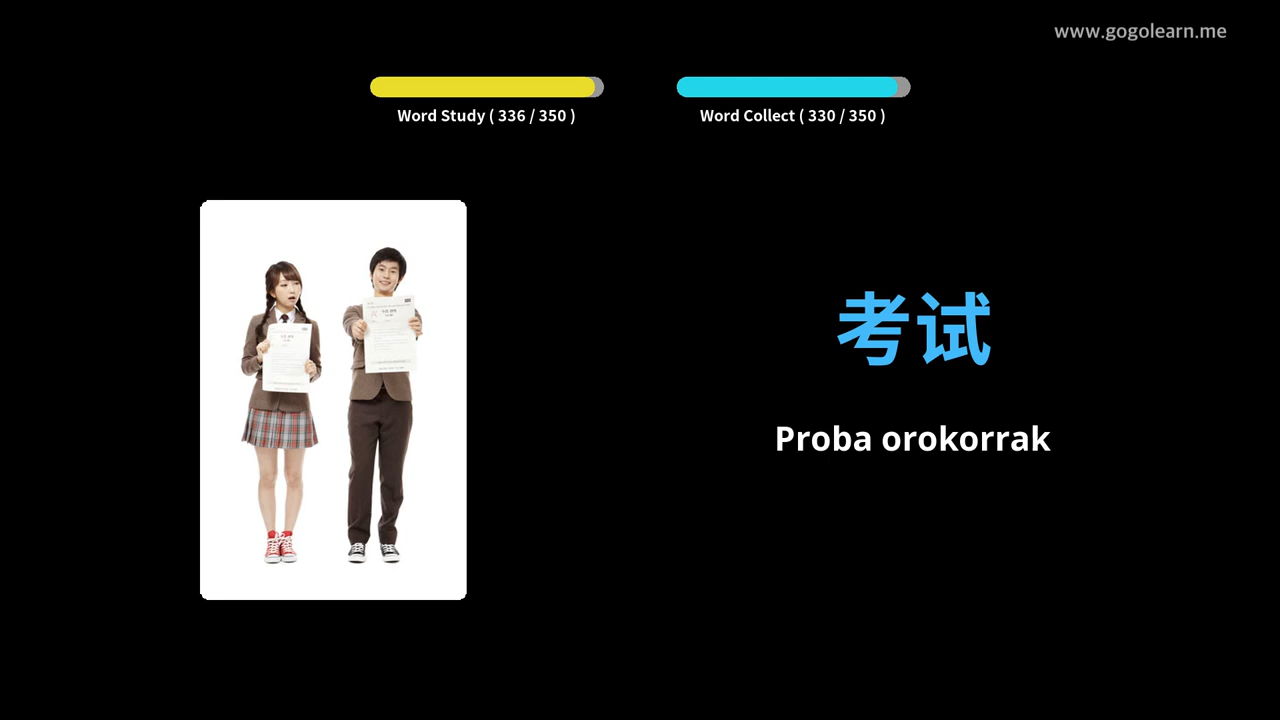 www.gogolearn.me
Word Study ( 336 / 350 )
Word Collect ( 330 / 350 )
考试
Proba orokorrak